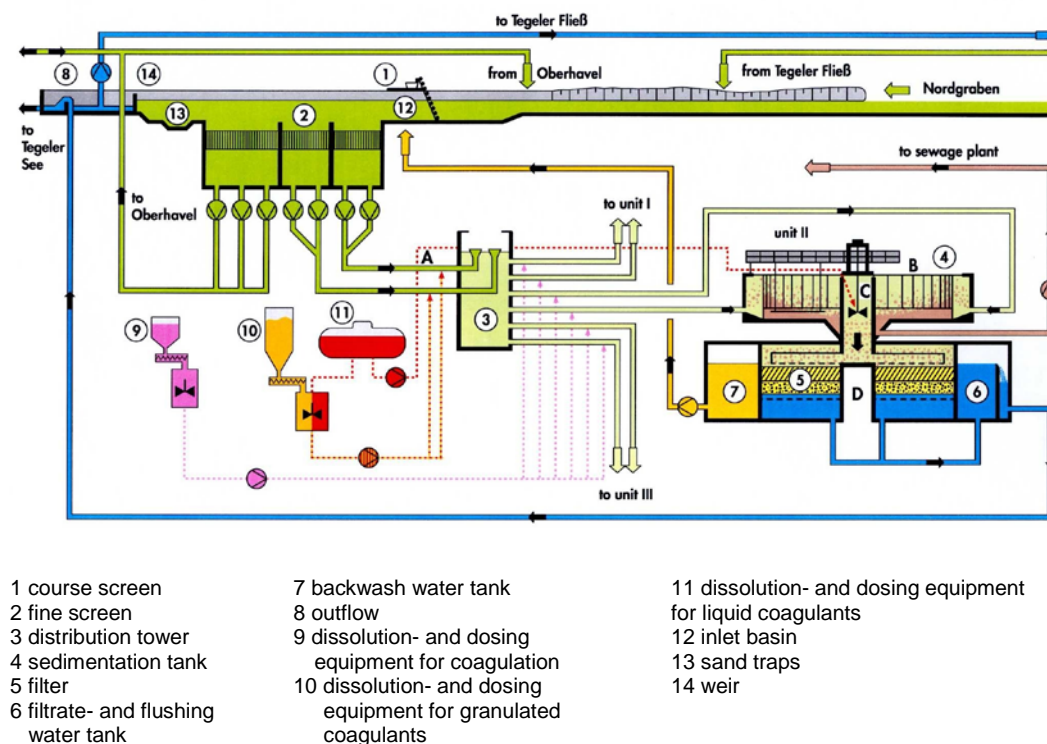 to Tegeler Fließ
8
14
1
from Oberhavel
from Tegeler Fließ
Nordgraben
12
13
2
to
Tegeler
See
to
Oberhavel
to sewage plant
to unit I
unit II
4
A
B
C
3
9
10
11
7
5
D
6
to unit III
1 course screen
2 fine screen
3 distribution tower
4 sedimentation tank
5 filter
6 filtrate- and flushing
water tank
7 backwash water tank
8 outflow
9 dissolution- and dosing
equipment for coagulation
10 dissolution- and dosing
equipment for granulated
coagulants
11 dissolution- and dosing equipment
for liquid coagulants
12 inlet basin
13 sand traps
14 weir